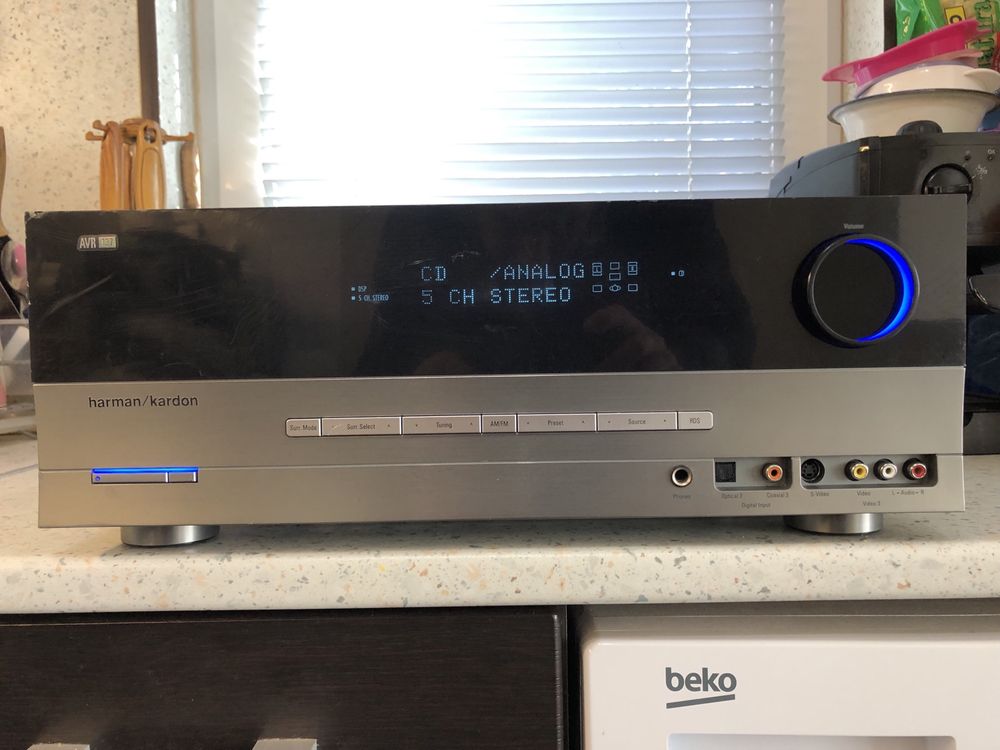 Volume
AVR
CD /ANALOG
5 CH STEREO
DSP
5 CH.STEREO
harman/kardon
Surr. Mode
Surr. Select
Tuning
AM/FM
Preset
Source
RDS
Phones
Optical 2
Coaxial 3
Digital Input
S-Video
Video
L - Audio - R
Video 3
beko